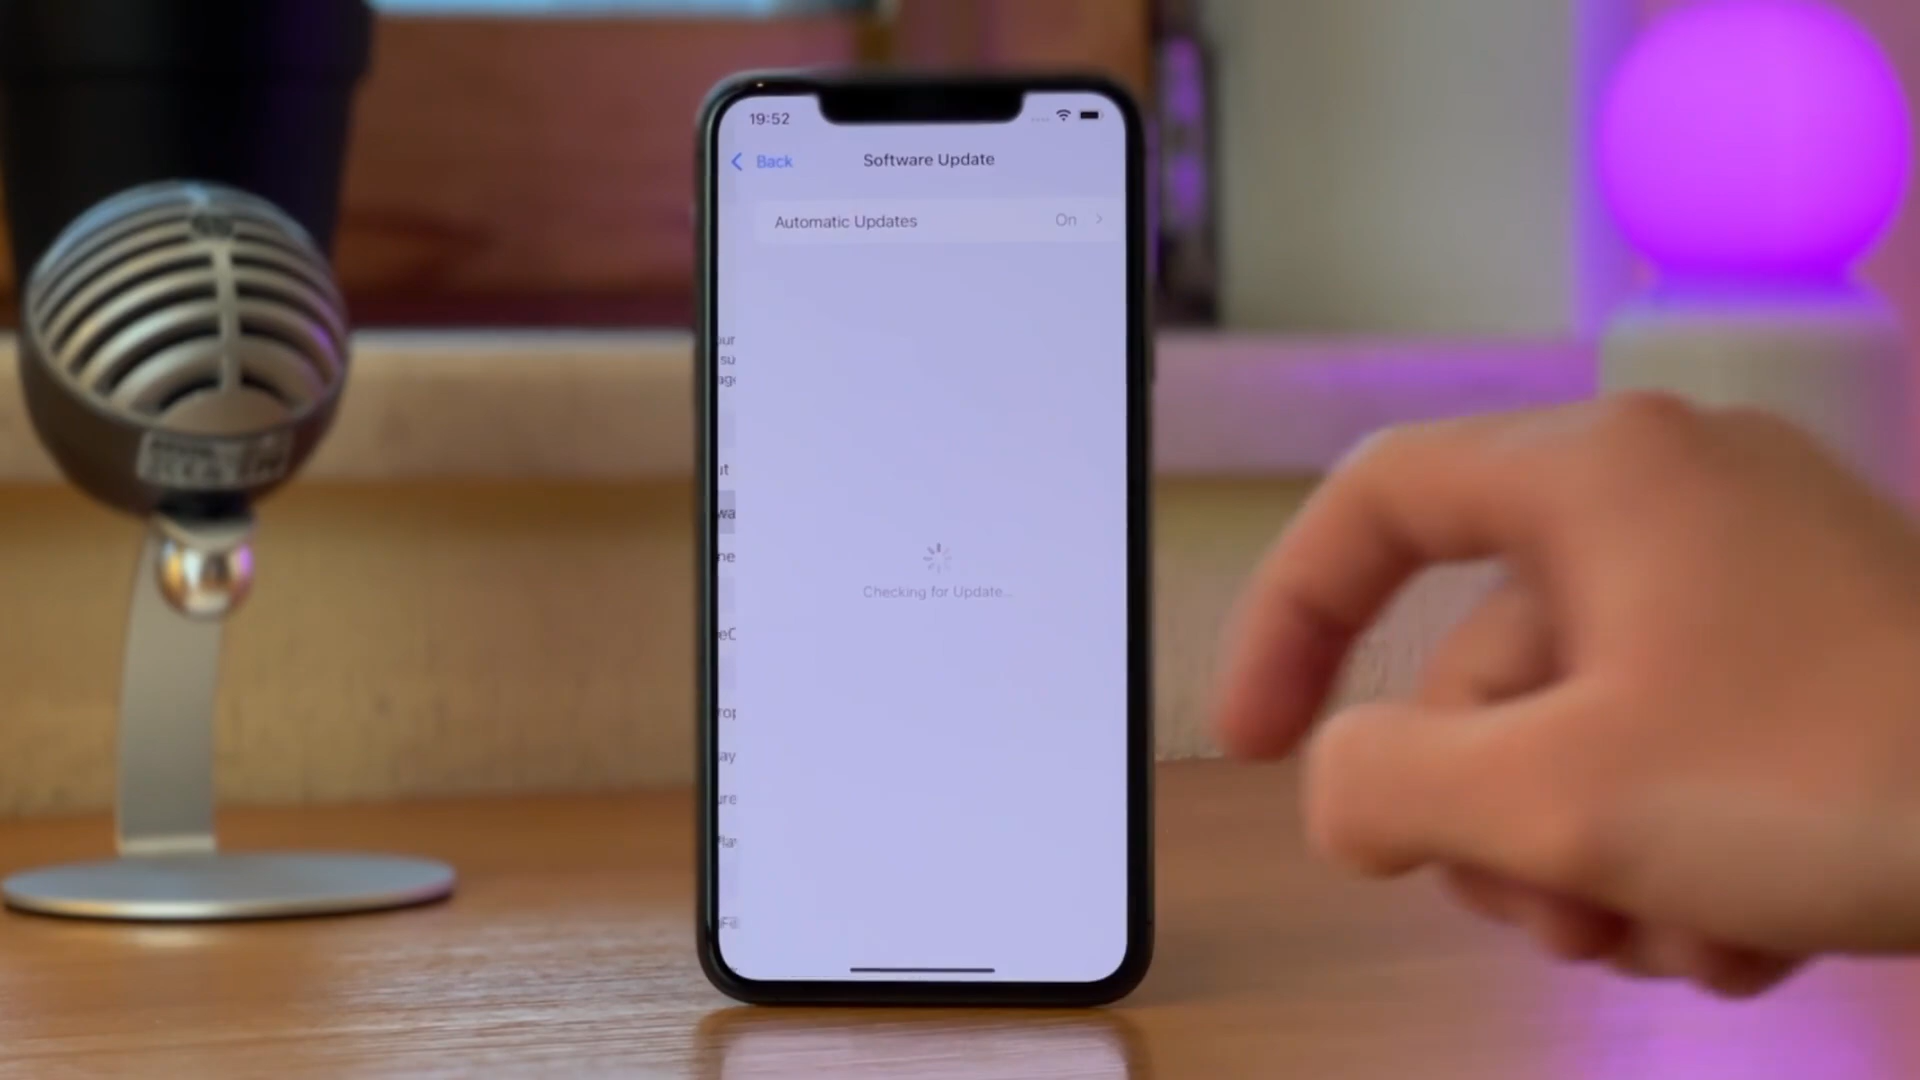 19:52
Back
Software Update
Automatic Updates
On
Checking for Update...